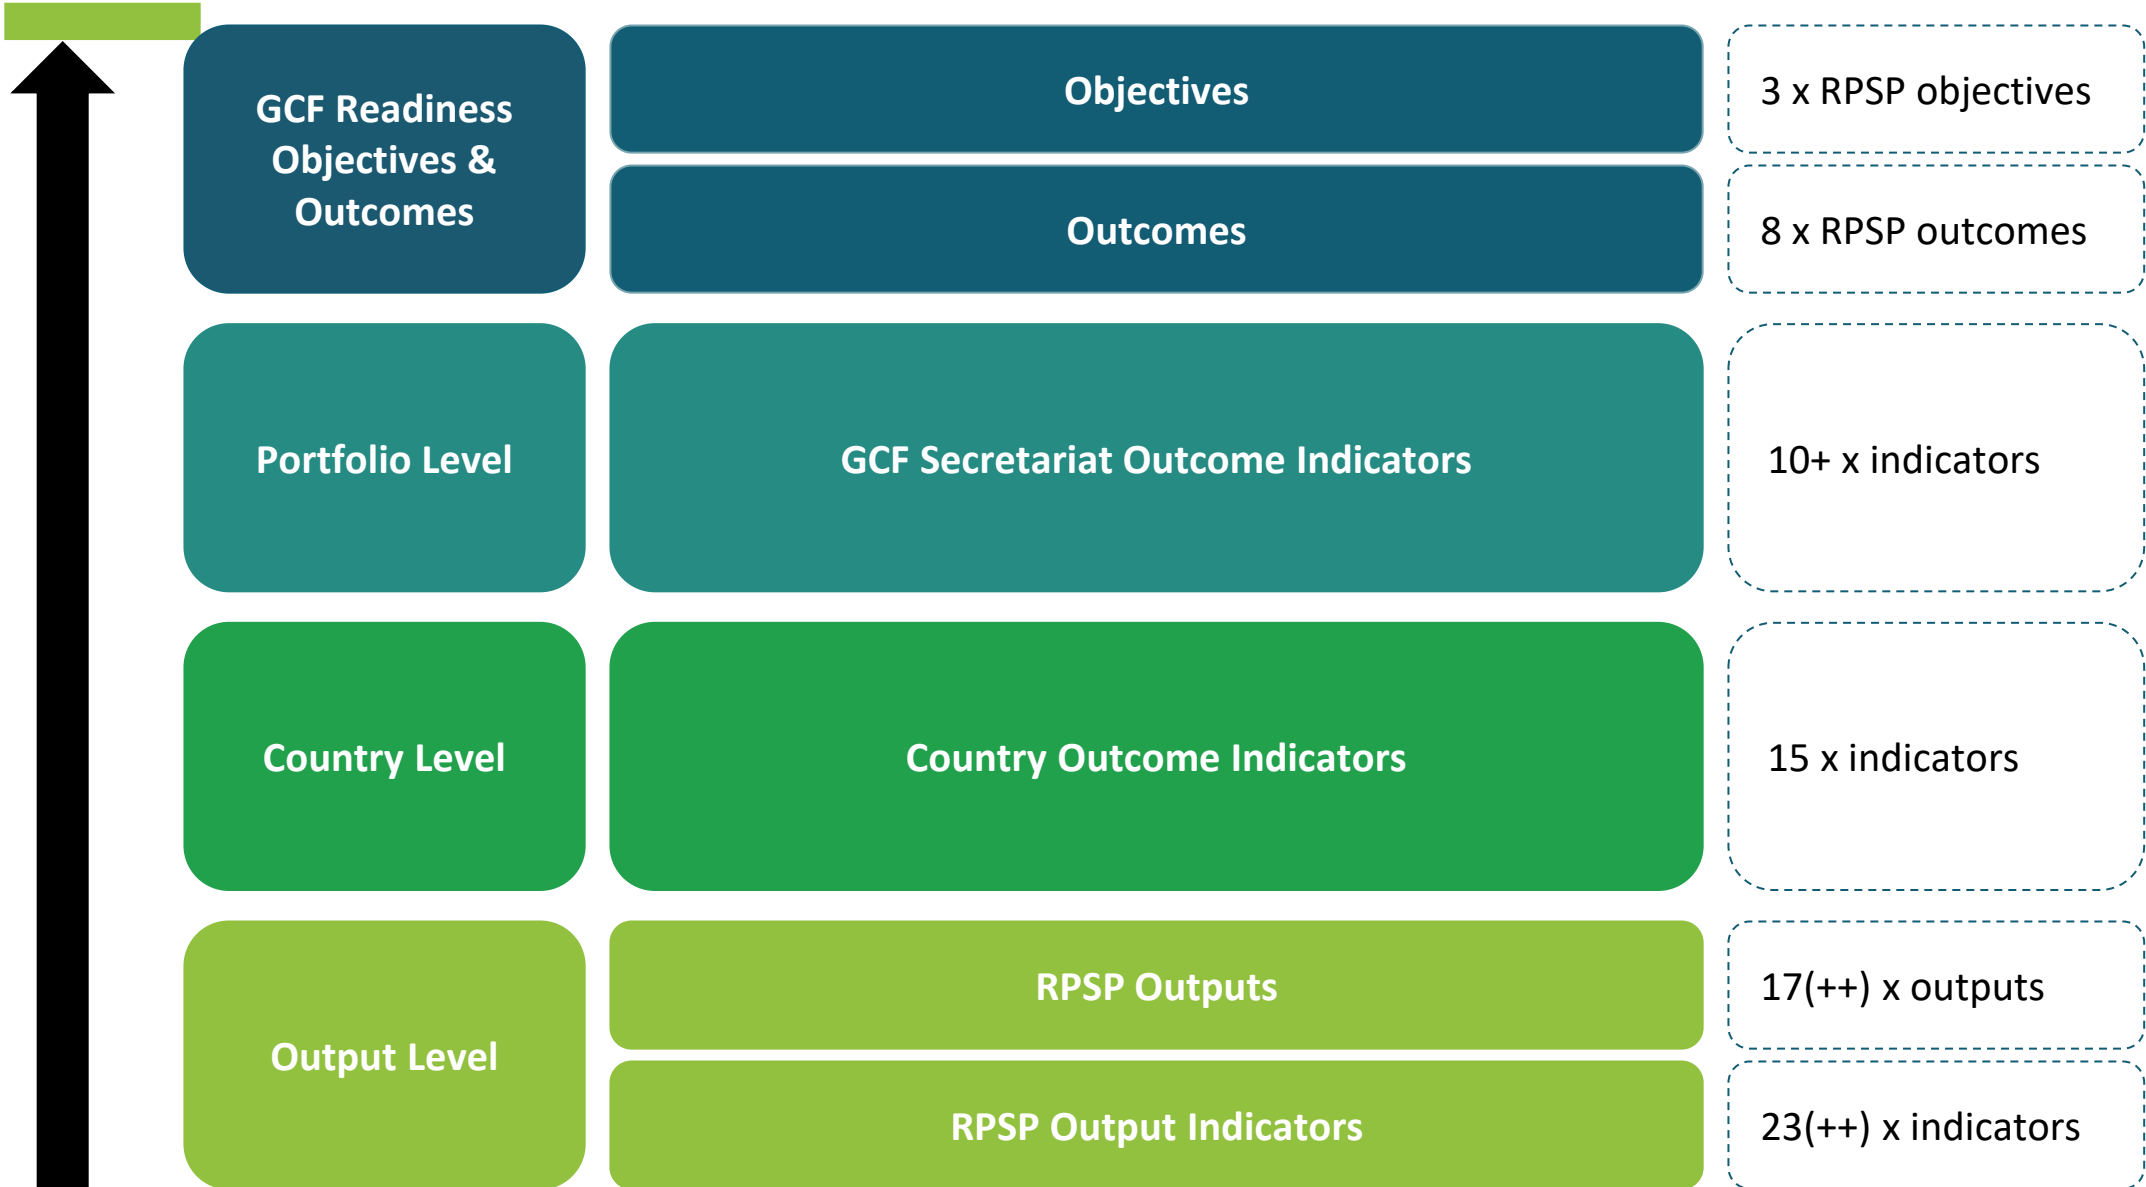 GCF Readiness
Objectives &
Outcomes
Objectives
3 x RPSP objectives
Outcomes
8 x RPSP outcomes
Portfolio Level
GCF Secretariat Outcome Indicators
10+ x indicators
Country Level
Country Outcome Indicators
15 x indicators
Output Level
RPSP Outputs
17(++) x outputs
RPSP Output Indicators
23(++) x indicators